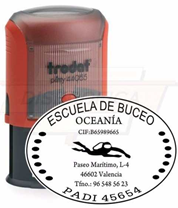 trodat
ESCUELA DE BUCEO
OCEANÍA
CIF:B65989665
Paseo Marítimo, L-4
46602 Valencia
Tfno.: 96 548 56 23
PADI 45654